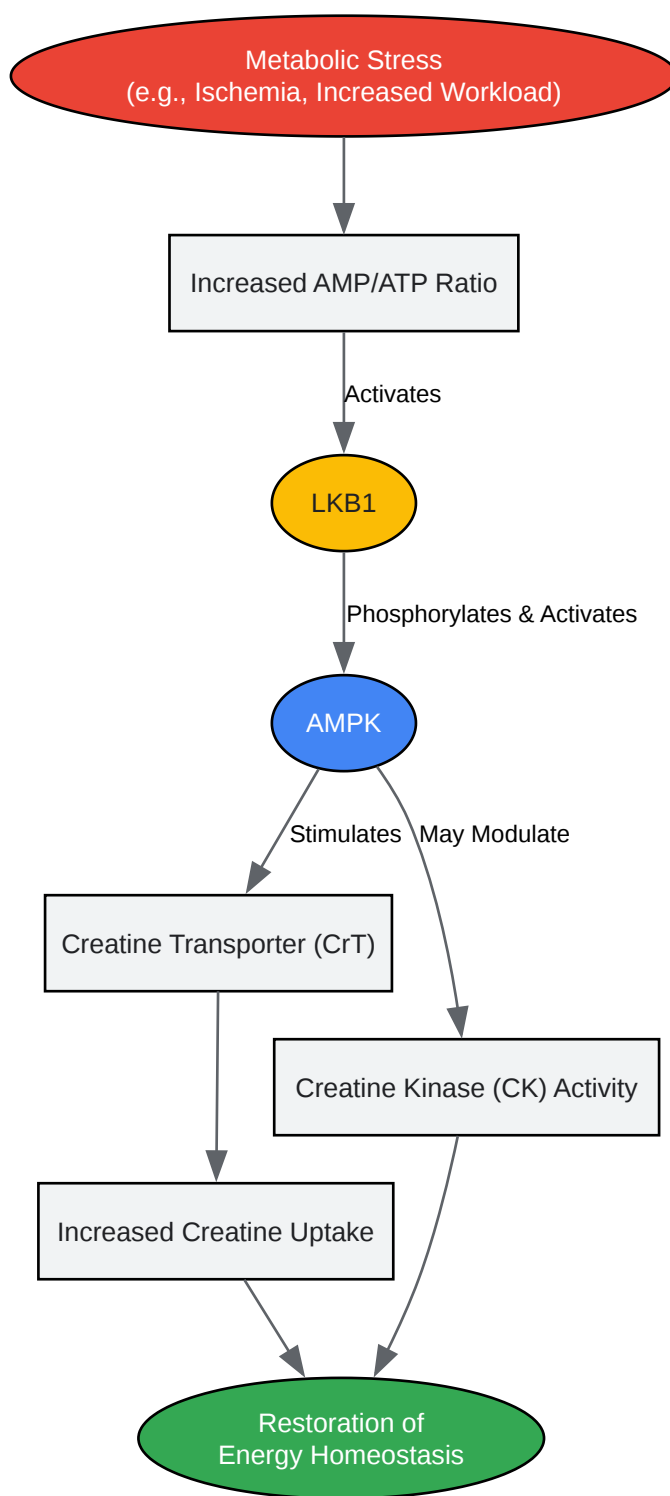 Metabolic Stress
(e.g., Ischemia, Increased Workload)
Increased AMP/ATP Ratio
Activates
LKB1
Phosphorylates & Activates
AMPK
Stimulates
May Modulate
Creatine Transporter (CrT)
Creatine Kinase (CK) Activity
Increased Creatine Uptake
Restoration of
Energy Homeostasis